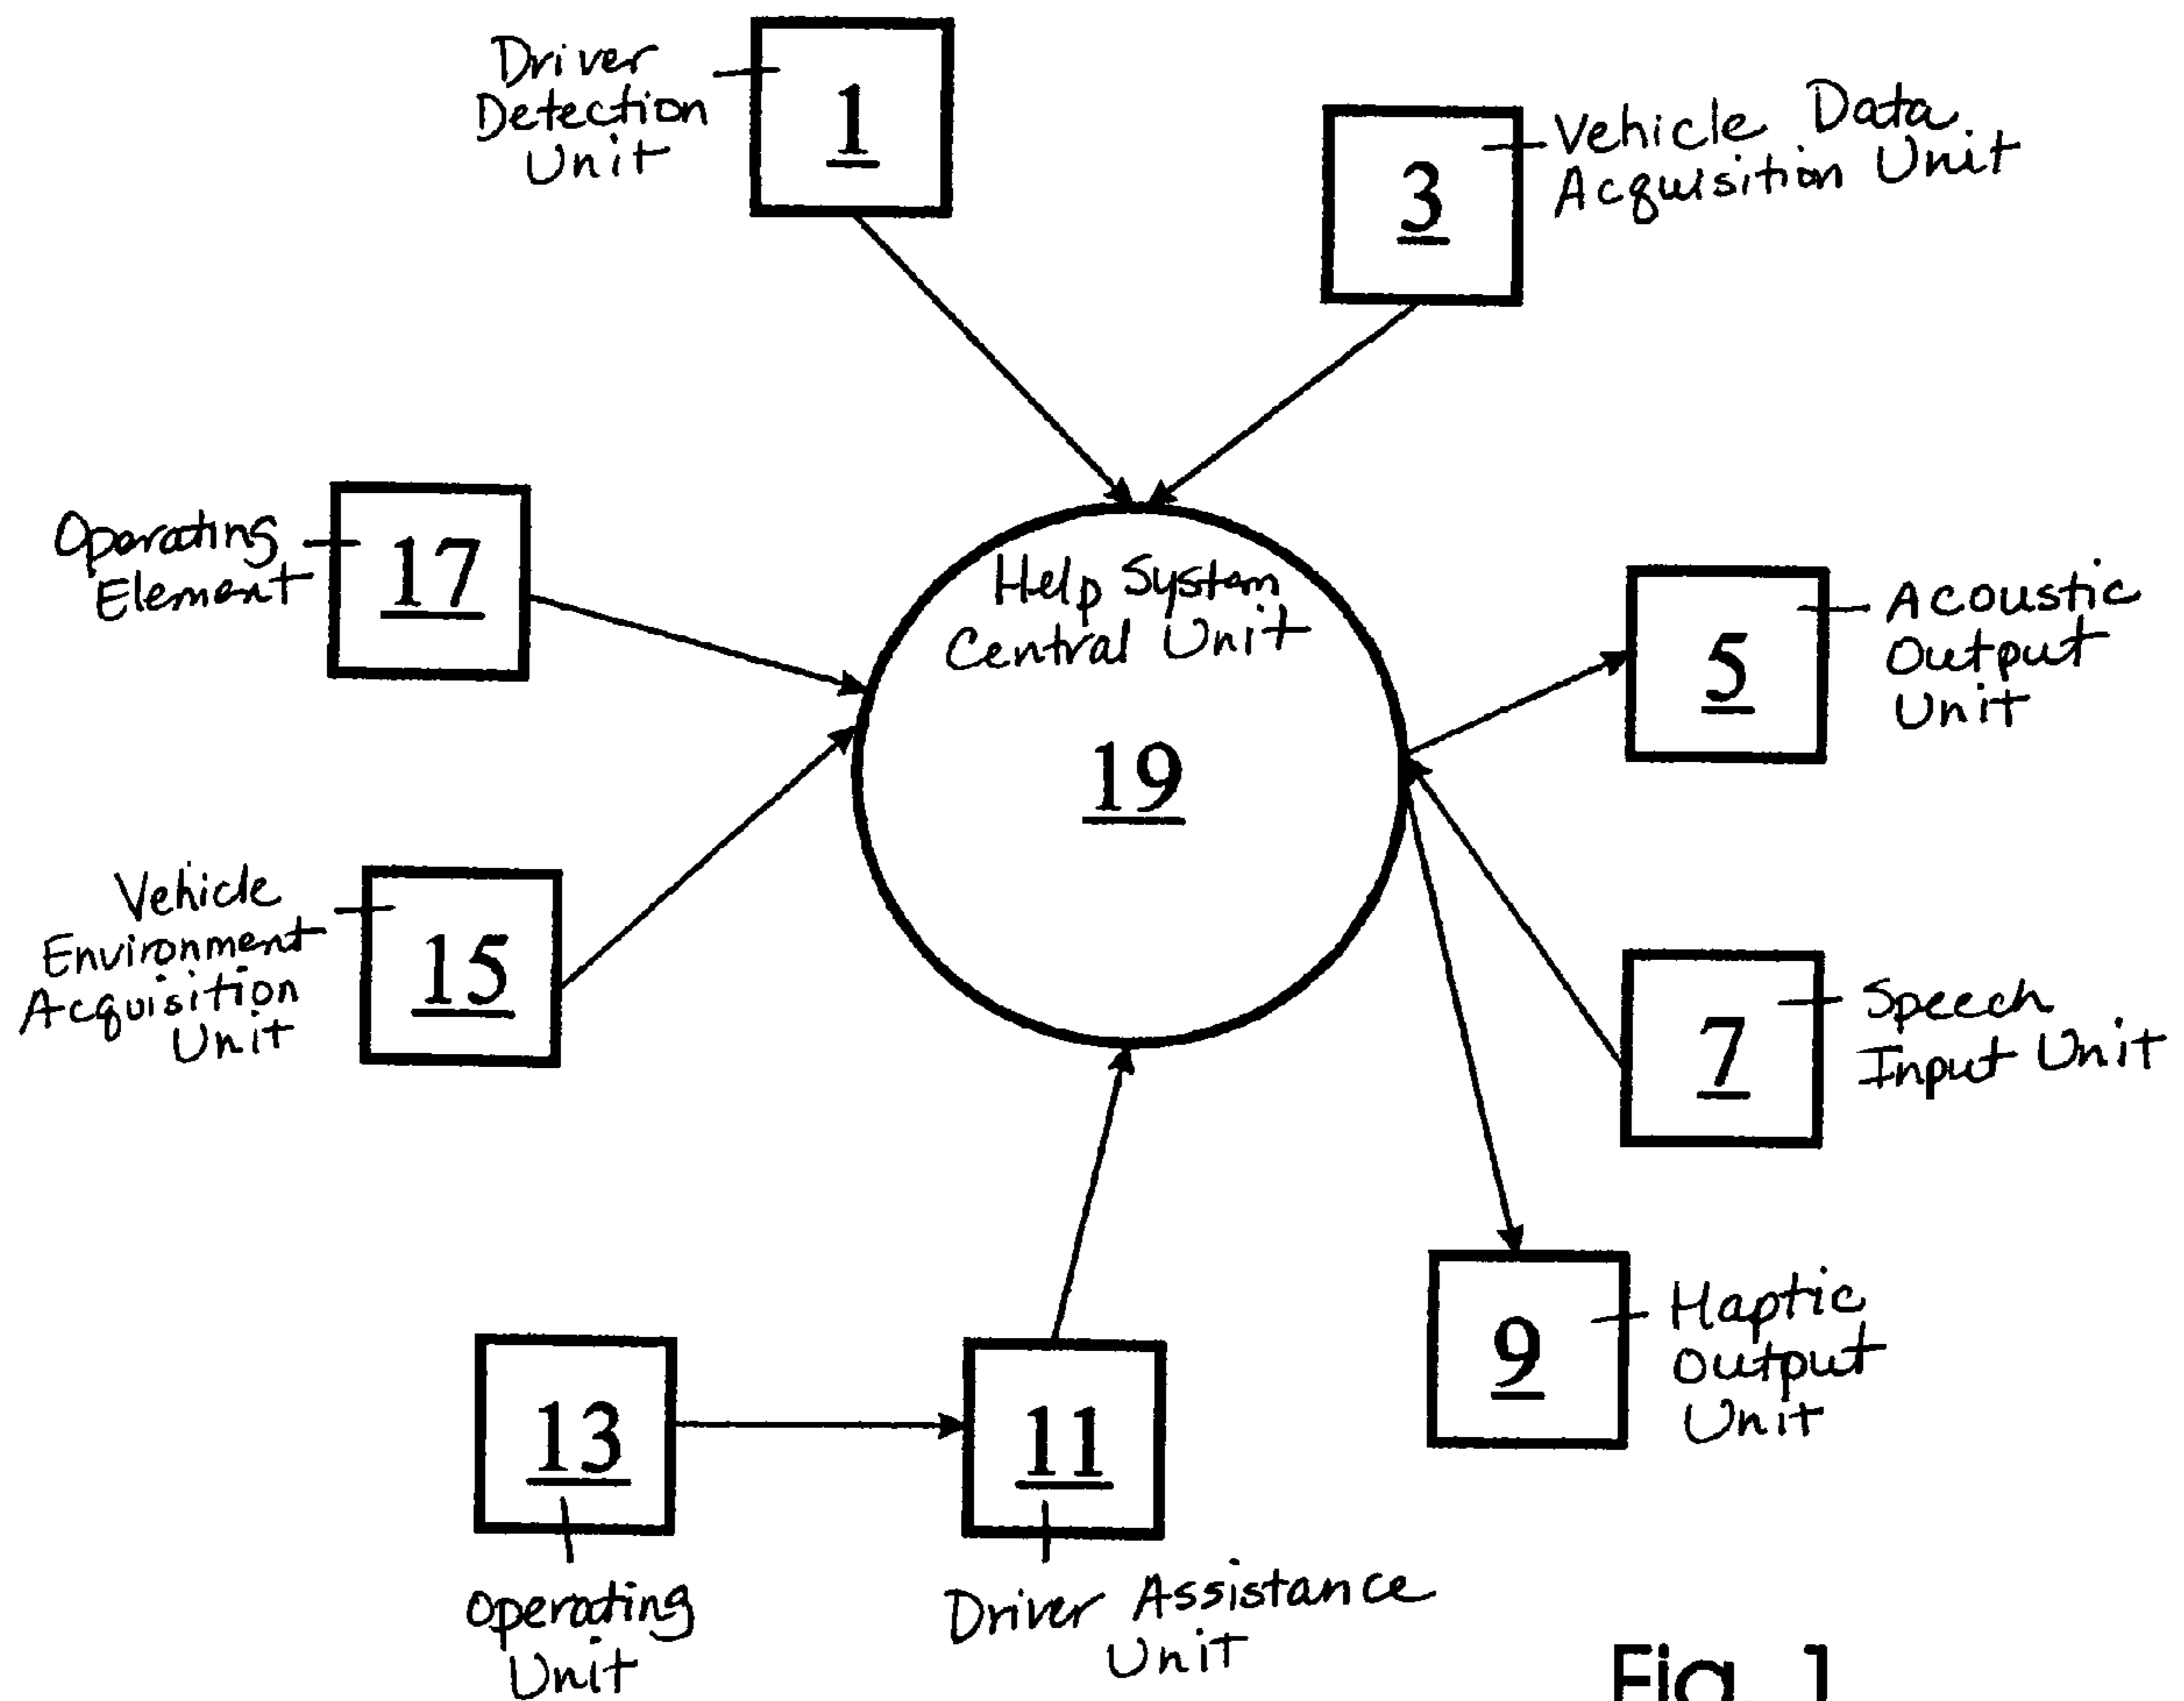 Driver
Detection
Unit
1
Vehicle Data
Acquisition Unit
3
Operating
Element
17
Help System
Central Unit
19
Acoustic
Output
Unit
5
Vehicle
Environment
Acquisition
Unit
15
Speech
Input Unit
7
Haptic
Output
Unit
9
13
11
Operating
Unit
Driver Assistance
Unit
Fig. 1